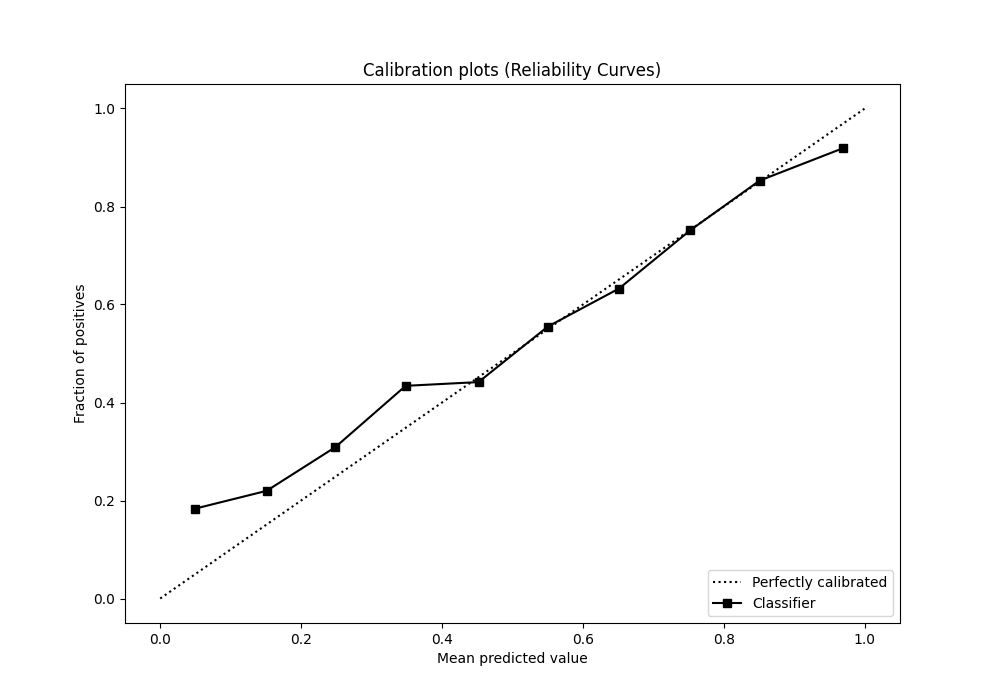 Calibration plots (Reliability Curves)
1.0
0.8
0.6
0.4
0.2
0.0
Fraction of positives
Perfectly calibrated
Classifier
0.0 0.2 0.4 0.6 0.8 1.0
Mean predicted value